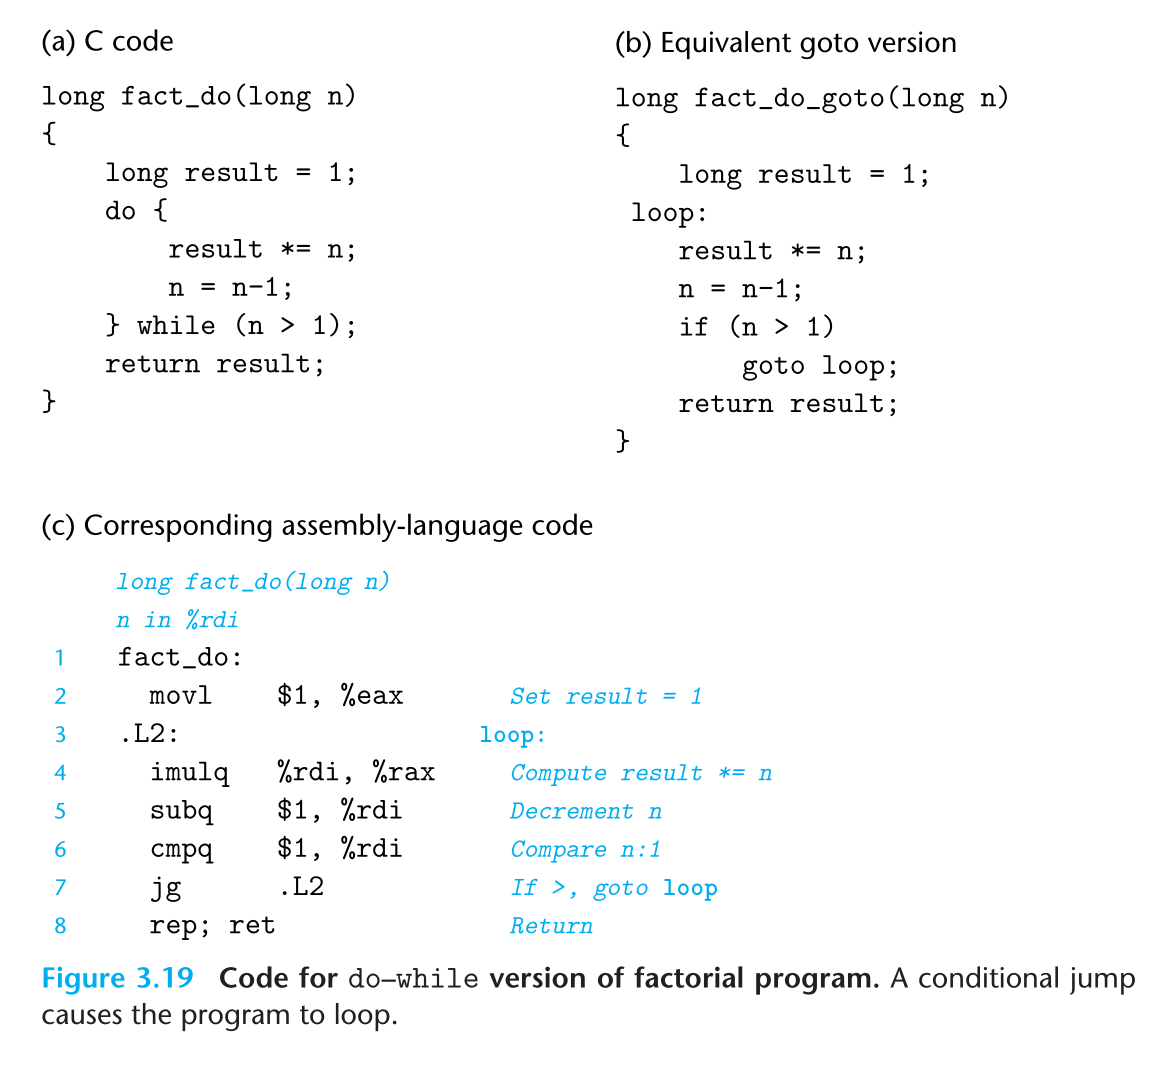 (a) C code
long fact_do(long n)
{
    long result = 1;
    do {
        result *= n;
        n = n-1;
    } while (n > 1);
    return result;
}
(b) Equivalent goto version
long fact_do_goto(long n)
{
    long result = 1;
 loop:
    result *= n;
    n = n-1;
    if (n > 1)
        goto loop;
    return result;
}
(c) Corresponding assembly-language code
long fact_do(long n)
n in %rdi
1 fact_do:
2 movl $1, %eax Set result = 1
3 .L2: loop:
4 imulq %rdi, %rax Compute result *= n
5 subq $1, %rdi Decrement n
6 cmpq $1, %rdi Compare n:1
7 jg .L2 If >, goto loop
8 rep; ret Return
Figure 3.19 Code for do–while version of factorial program. A conditional jump
causes the program to loop.